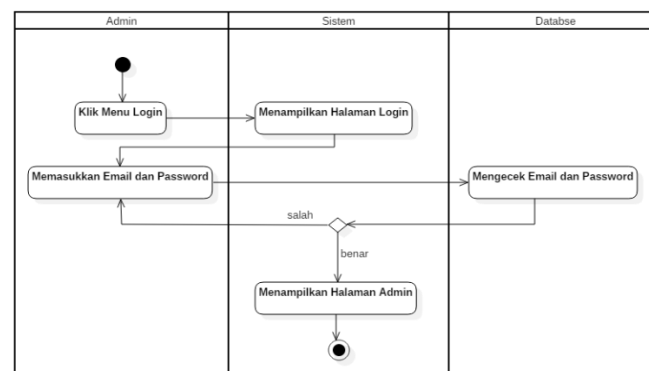 Admin
Sistem
Databse
Klik Menu Login
Menampilkan Halaman Login
Memasukkan Email dan Password
Mengecek Email dan Password
salah
benar
Menampilkan Halaman Admin